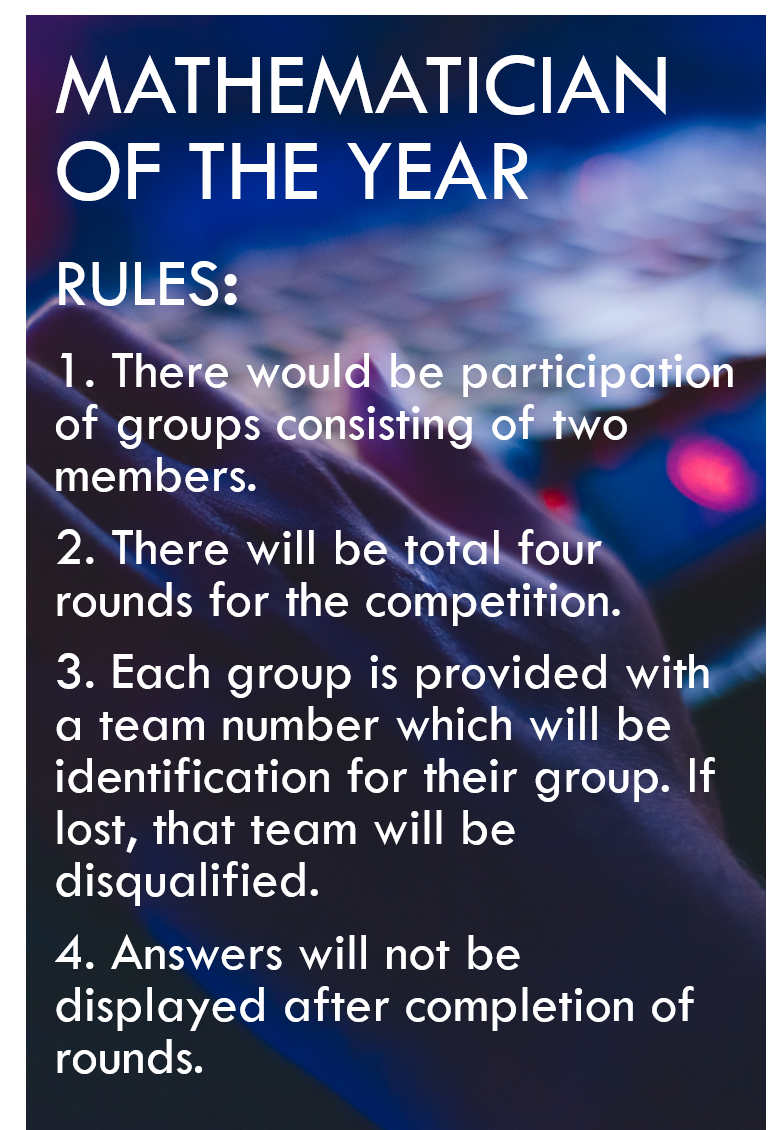 MATHEMATICIAN
OF THE YEAR
RULES:
1. There would be participation
of groups consisting of two
members.
2. There will be total four
rounds for the competition.
3. Each group is provided with
a team number which will be
identification for their group. If
lost, that team will be
disqualified.
4. Answers will not be
displayed after completion of
rounds.